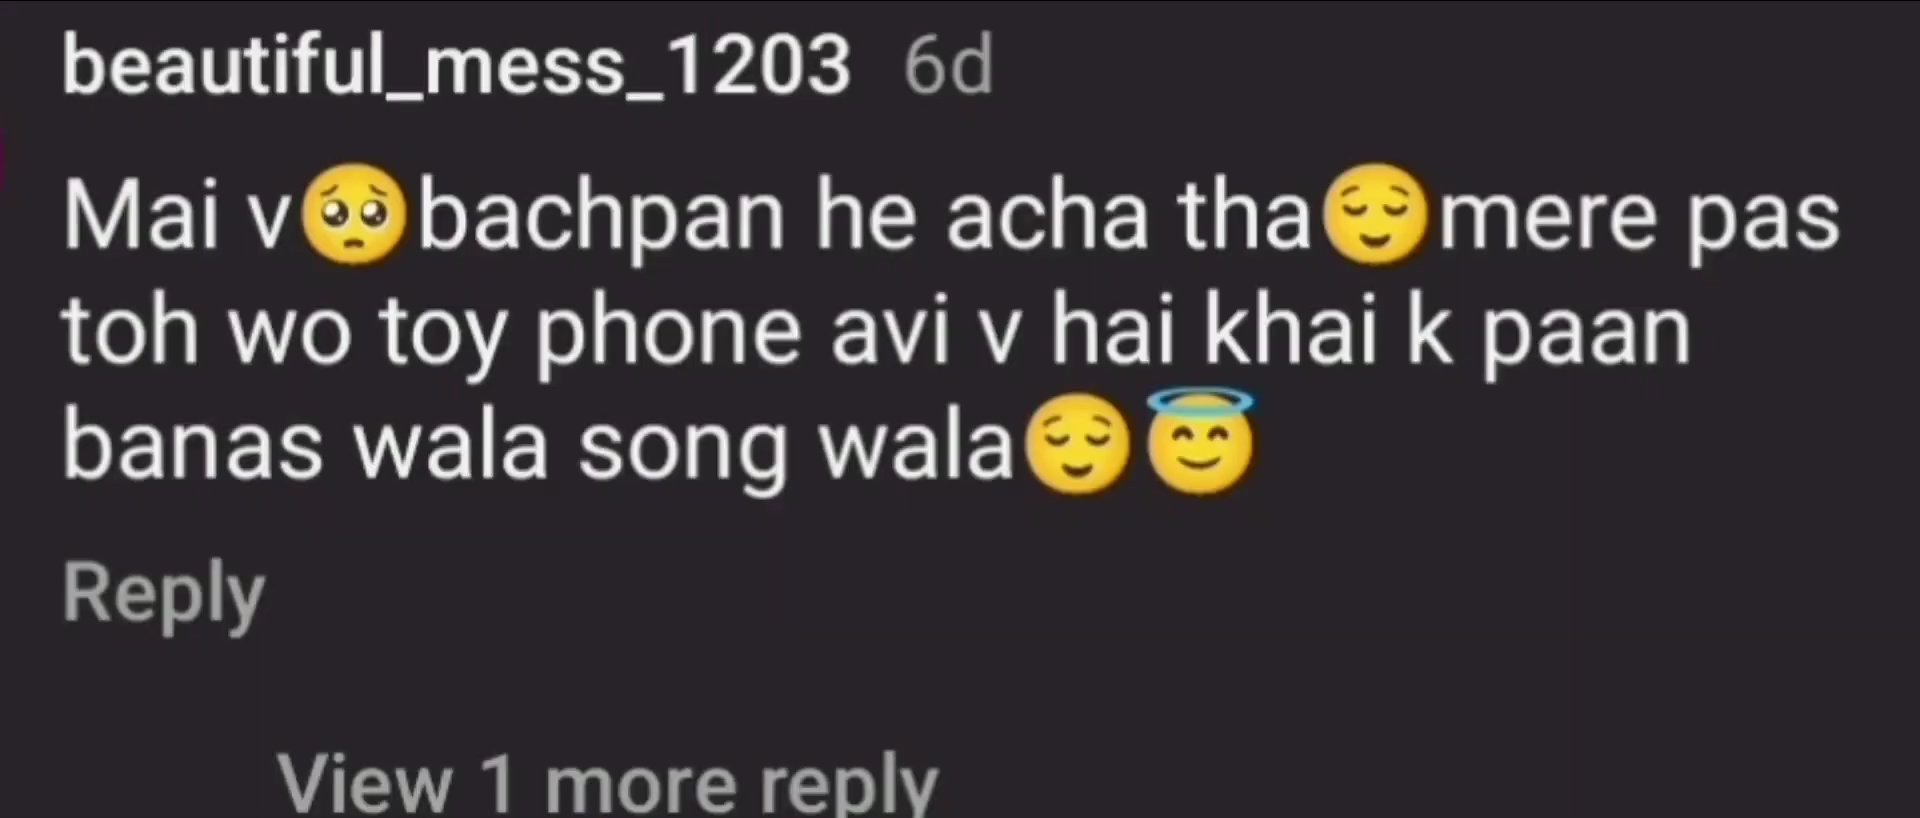 beautiful_mess_1203 6d
Mai v🥺bachpan he acha tha😌mere pas
toh wo toy phone avi v hai khai k paan
banas wala song wala😌😇
Reply
View 1 more reply